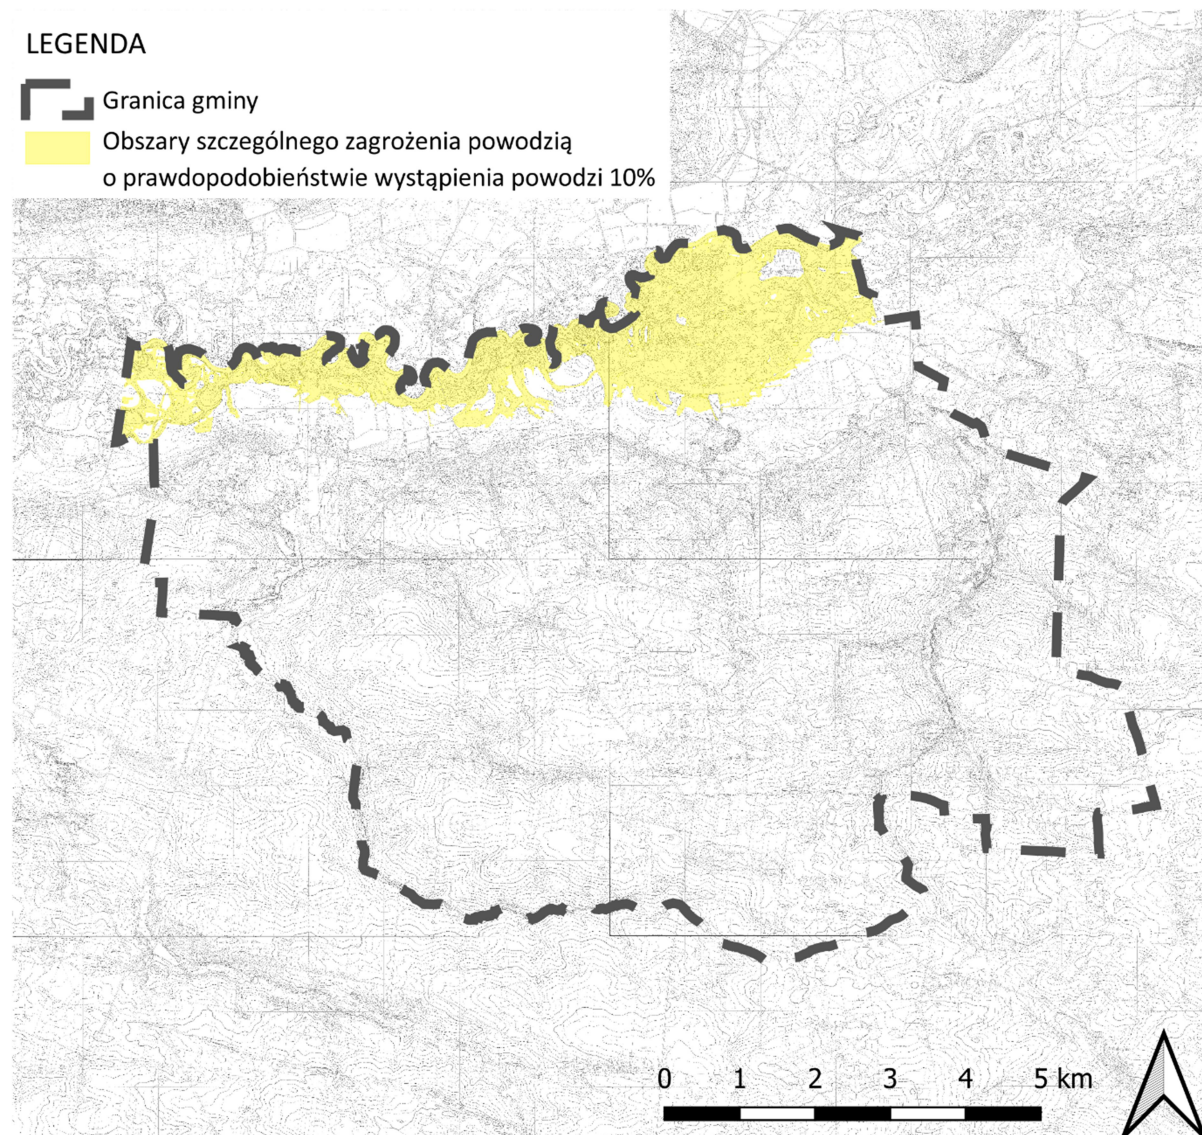 LEGENDA
Granica gminy
Obszary szczególnego zagrożenia powodzią
o prawdopodobieństwie wystąpienia powodzi 10%
0 1 2 3 4 5 km